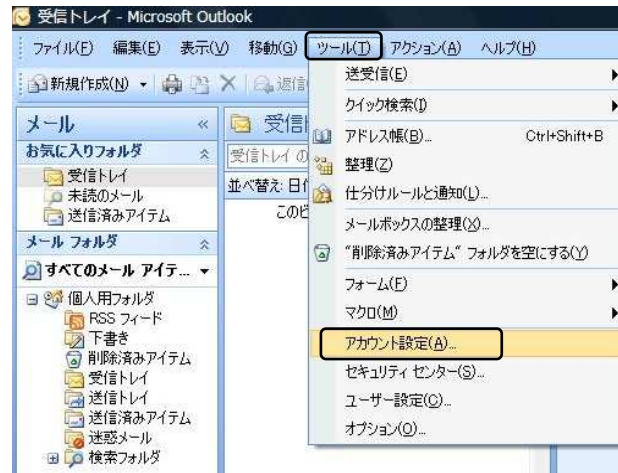 受信トレイ - Microsoft Outlook
ファイル(F) 編集(E) 表示(V) 移動(G) ツール(T) アクション(A) ヘルプ(H)
新規作成(N) 返信
メール «
お気に入りフォルダ
受信トレイ
未読のメール
送信済みアイテム
メール フォルダ
すべてのメール アイテ...
個人用フォルダ
RSS フィード
下書き
削除済みアイテム
受信トレイ
送信トレイ
送信済みアイテム
迷惑メール
検索フォルダ
受信
受信トレイ の
並べ替え: 日
このビ
送受信(E)
クイック検索(I)
アドレス帳(B)... Ctrl+Shift+B
整理(Z)
仕分けルールと通知(L)...
メールボックスの整理(X)...
"削除済みアイテム" フォルダを空にする(Y)
フォーム(F)
マクロ(M)
アカウント設定(A)...
セキュリティ センター(S)...
ユーザー設定(C)...
オプション(O)...